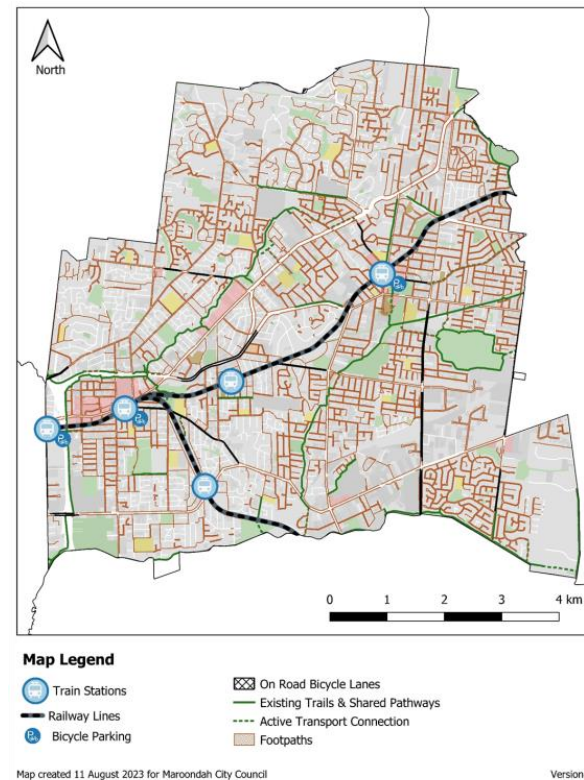 North
0 1 2 3 4 km
Map Legend
Train Stations
Railway Lines
Bicycle Parking
On Road Bicycle Lanes
Existing Trails & Shared Pathways
Active Transport Connection
Footpaths
Map created 11 August 2023 for Maroondah City Council
Version